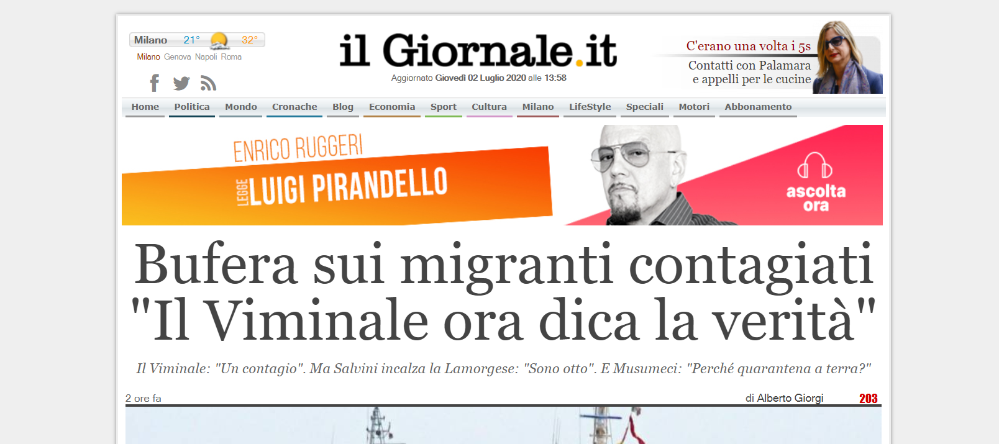 Milano 21° 32°
Milano Genova Napoli Roma
il Giornale.it
Aggiornato Giovedì 02 Luglio 2020 alle 13:58
C'erano una volta i 5s
Contatti con Palamara
e appelli per le cucine
Home Politica Mondo Cronache Blog Economia Sport Cultura Milano LifeStyle Speciali Motori Abbonamento
ENRICO RUGGERI
LEGGE LUIGI PIRANDELLO
ascolta
ora
Bufera sui migranti contagiati
"Il Viminale ora dica la verità"
Il Viminale: "Un contagio". Ma Salvini incalza la Lamorgese: "Sono otto". E Musumeci: "Perché quarantena a terra?"
2 ore fa
di Alberto Giorgi 203